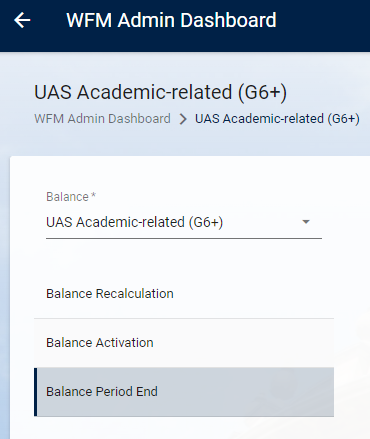 WFM Admin Dashboard
UAS Academic-related (G6+)
WFM Admin Dashboard > UAS Academic-related (G6+)
Balance *
UAS Academic-related (G6+)
Balance Recalculation
Balance Activation
Balance Period End